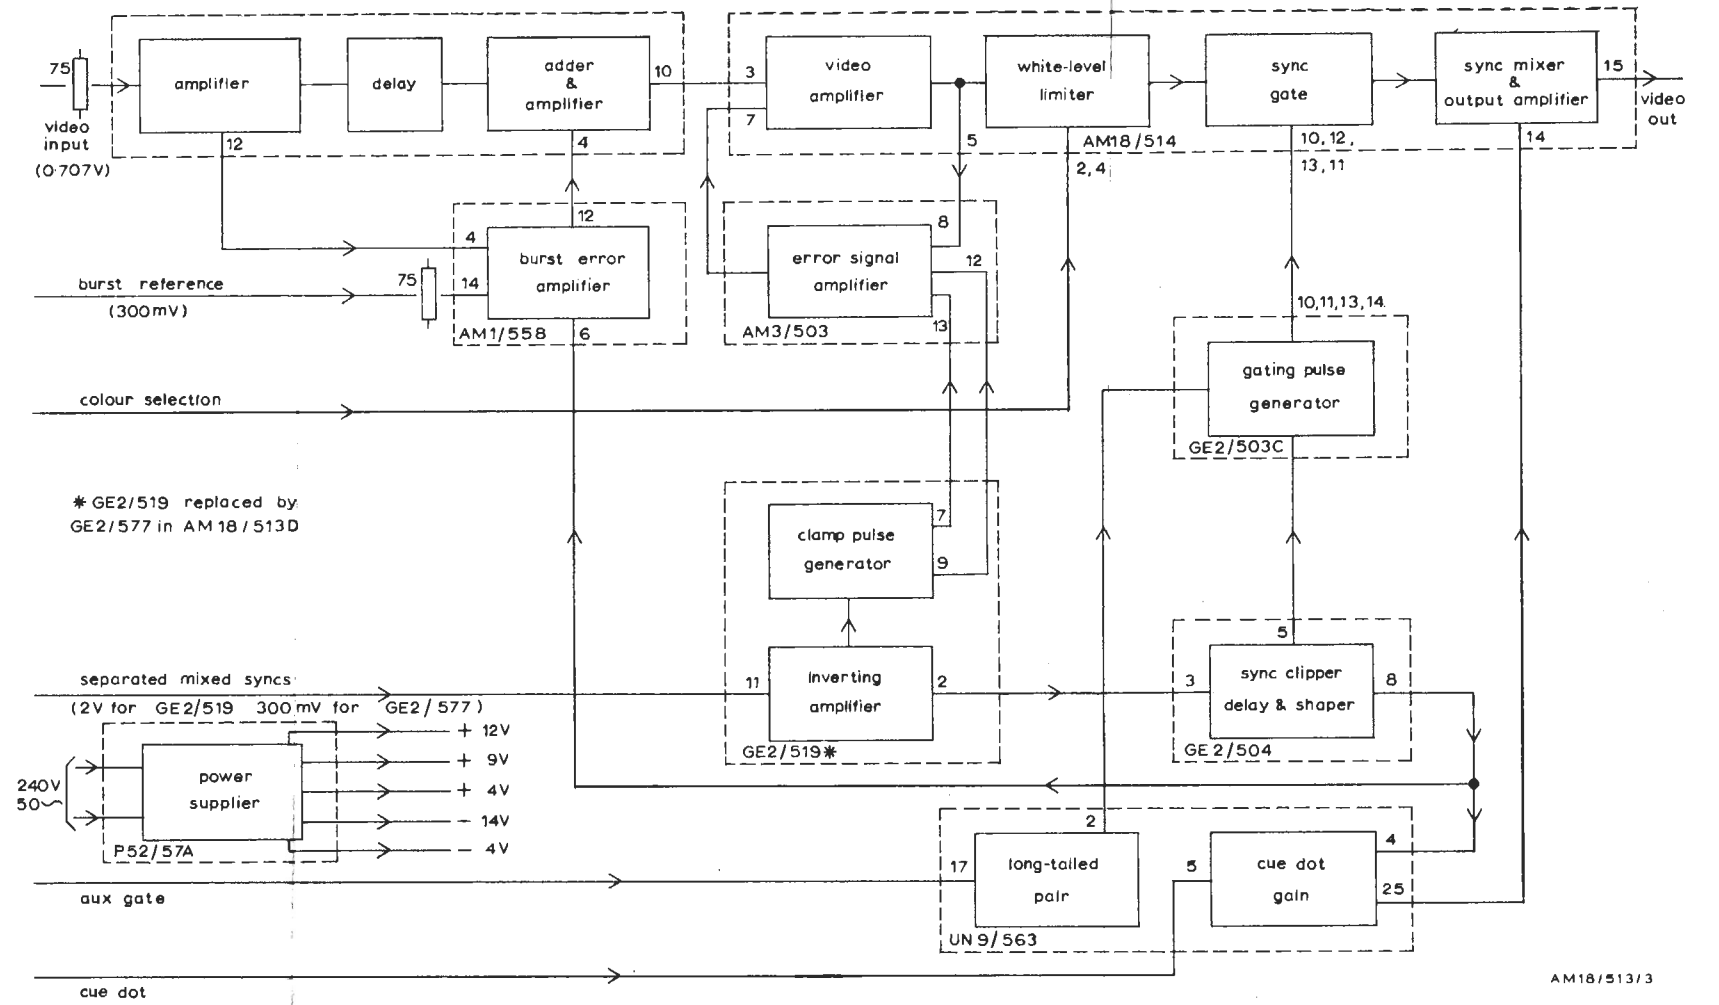 75
video
input
(0·707V)
amplifier
12
delay
adder
&
amplifier
10
4
3
7
video
amplifier
5
white-level
limiter
AM18/514
2,4
sync
gate
10,12,
13,11
sync mixer
&
output amplifier
15
video
out
14
burst reference
(300mV)
75
4
14
12
burst error
amplifier
AM1/558
6
error signal
amplifier
8
12
13
AM3/503
10,11,13,14
gating pulse
generator
GE2/503C
colour selection
* GE2/519 replaced by
GE2/577 in AM18/513D
clamp pulse
generator
7
9
separated mixed syncs
(2V for GE2/519 300mV for GE2/577)
11
inverting
amplifier
2
GE2/519*
3
5
sync clipper
delay & shaper
8
GE2/504
240V
50~
power
supplier
P52/57A
+ 12V
+ 9V
+ 4V
- 14V
- 4V
aux gate
17
2
long-tailed
pair
5
cue dot
gain
4
25
UN9/563
cue dot
AM18/513/3